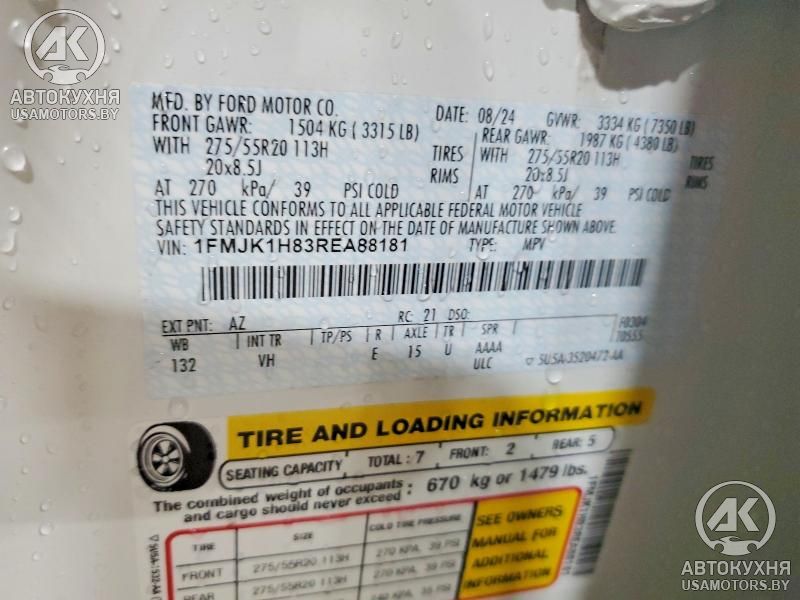 AK
АВТОКУХНЯ
USAMOTORS.BY
MFD. BY FORD MOTOR CO.
DATE: 08/24 GVWR: 3334 KG ( 7350 LB)
FRONT GAWR: 1504 KG ( 3315 LB)
REAR GAWR: 1987 KG ( 4380 LB)
WITH 275/55R20 113H TIRES
WITH 275/55R20 113H TIRES
20x8.5J RIMS
20x8.5J RIMS
AT 270 kPa/ 39 PSI COLD
AT 270 kPa/ 39 PSI COLD
THIS VEHICLE CONFORMS TO ALL APPLICABLE FEDERAL MOTOR VEHICLE
SAFETY STANDARDS IN EFFECT ON THE DATE OF MANUFACTURE SHOWN ABOVE.
VIN: 1FMJK1H83REA88181 TYPE: MPV
EXT PNT: AZ RC: 21 DSO:
F0304
70555
WB INT TR TP/PS R AXLE TR SPR
132 VH E 15 U AAAA
ULC
SU5A-3520472-AA
TIRE AND LOADING INFORMATION
SEATING CAPACITY TOTAL : 7 FRONT: 2 REAR: 5
The combined weight of occupants
and cargo should never exceed : 670 kg or 1479 lbs.
TIRE SIZE COLD TIRE PRESSURE
FRONT 275/55R20 113H 270 KPA, 39 PSI
REAR 275/55R20 113H 270 KPA, 39 PSI
SEE OWNERS
MANUAL FOR
ADDITIONAL
INFORMATION
AK
АВТОКУХНЯ
USAMOTORS.BY